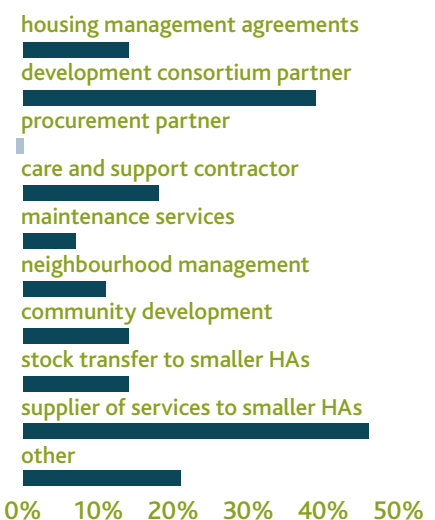 housing management agreements
development consortium partner
procurement partner
care and support contractor
maintenance services
neighbourhood management
community development
stock transfer to smaller HAs
supplier of services to smaller HAs
other
0% 10% 20% 30% 40% 50%